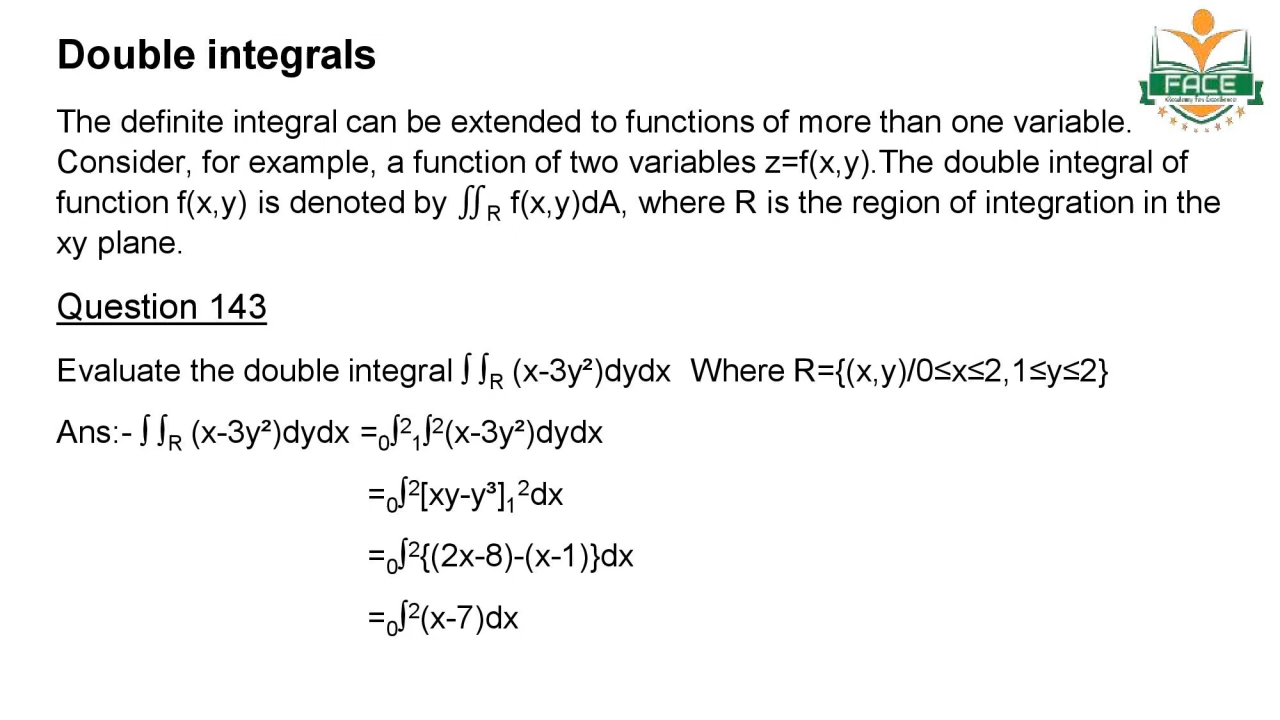 Double integrals
FACE
Academy For Excellence
The definite integral can be extended to functions of more than one variable.
Consider, for example, a function of two variables z=f(x,y).The double integral of
function f(x,y) is denoted by ∬R f(x,y)dA, where R is the region of integration in the
xy plane.
Question 143
Evaluate the double integral ∫∫R (x-3y²)dydx Where R={(x,y)/0≤x≤2,1≤y≤2}
Ans:- ∫∫R (x-3y²)dydx =₀∫²₁∫²(x-3y²)dydx
=₀∫²[xy-y³]₁²dx
=₀∫²{(2x-8)-(x-1)}dx
=₀∫²(x-7)dx